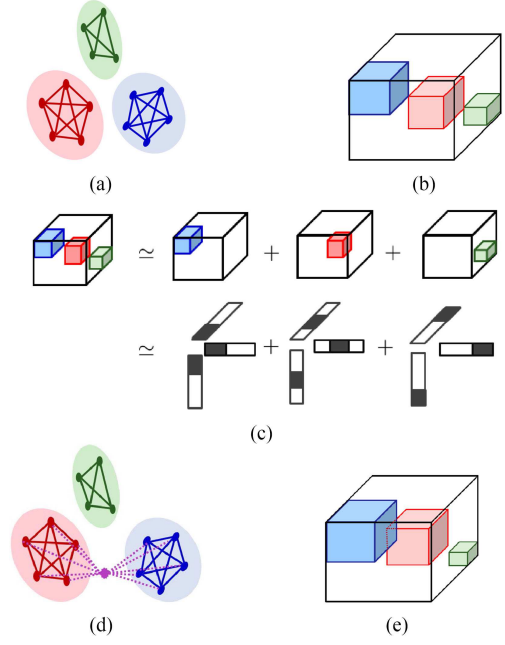 (a) (b)
≃ + +
≃ + +
(c)
(d) (e)